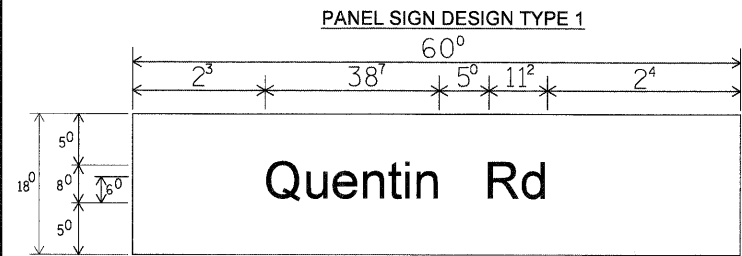 PANEL SIGN DESIGN TYPE 1
60⁰
2³ 38⁷ 5⁰ 11² 2⁴
5⁰
18⁰ 8⁰ 6⁰
5⁰
Quentin Rd